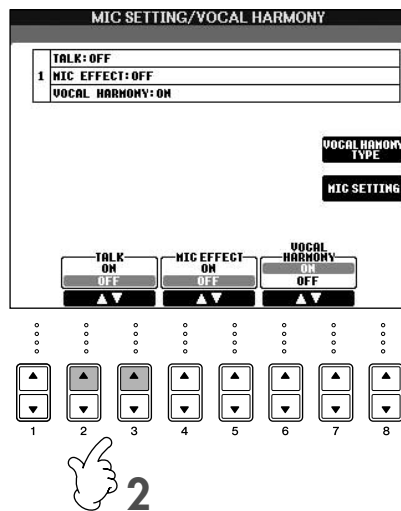 MIC SETTING/VOCAL HARMONY
TALK:OFF
1 MIC EFFECT:OFF
VOCAL HARMONY:ON
VOCAL HAMONY
TYPE
MIC SETTING
TALK MIC EFFECT VOCAL HARMONY
ON ON ON
OFF OFF OFF
1 2 3 4 5 6 7 8
2